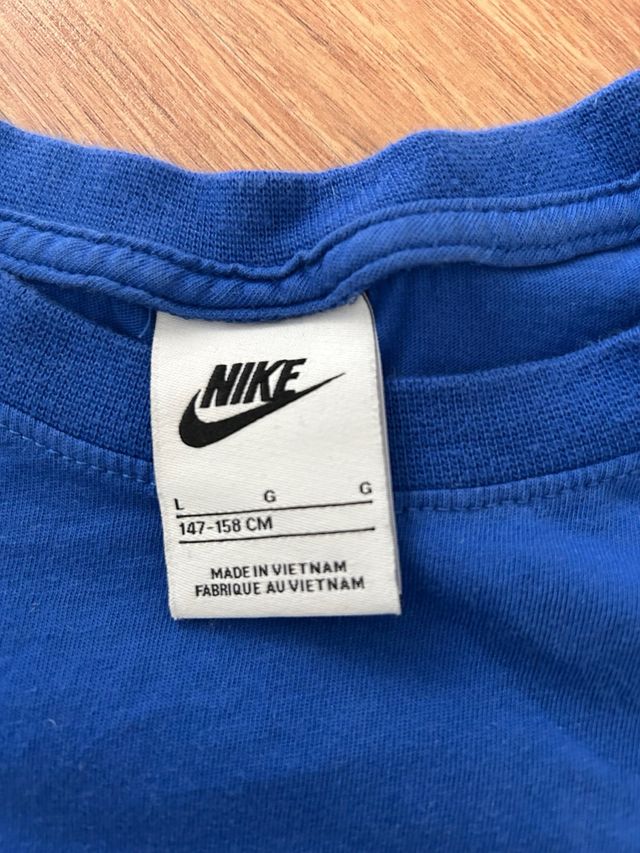 NIKE
L G G
147-158 CM
MADE IN VIETNAM
FABRIQUE AU VIETNAM